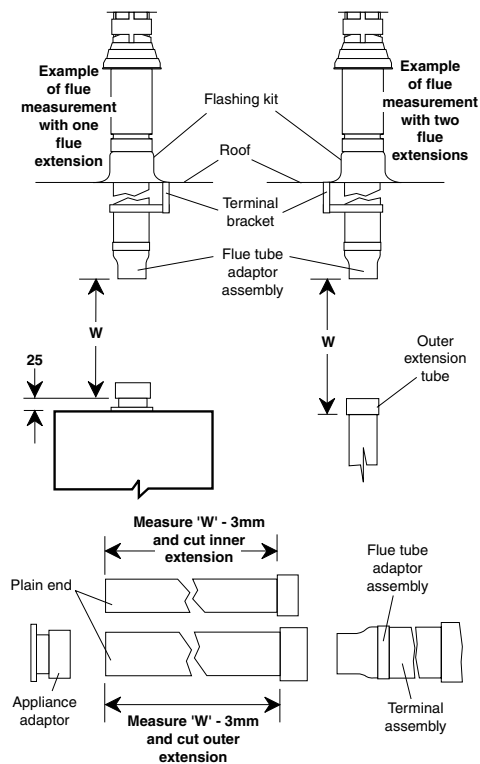 Example
of flue
measurement
with one
flue
extension
Example
of flue
measurement
with two
flue
extensions
Flashing kit
Roof
Terminal
bracket
Flue tube
adaptor
assembly
W
W
25
Outer
extension
tube
Measure 'W' - 3mm
and cut inner
extension
Plain end
Flue tube
adaptor
assembly
Appliance
adaptor
Measure 'W' - 3mm
and cut outer
extension
Terminal
assembly